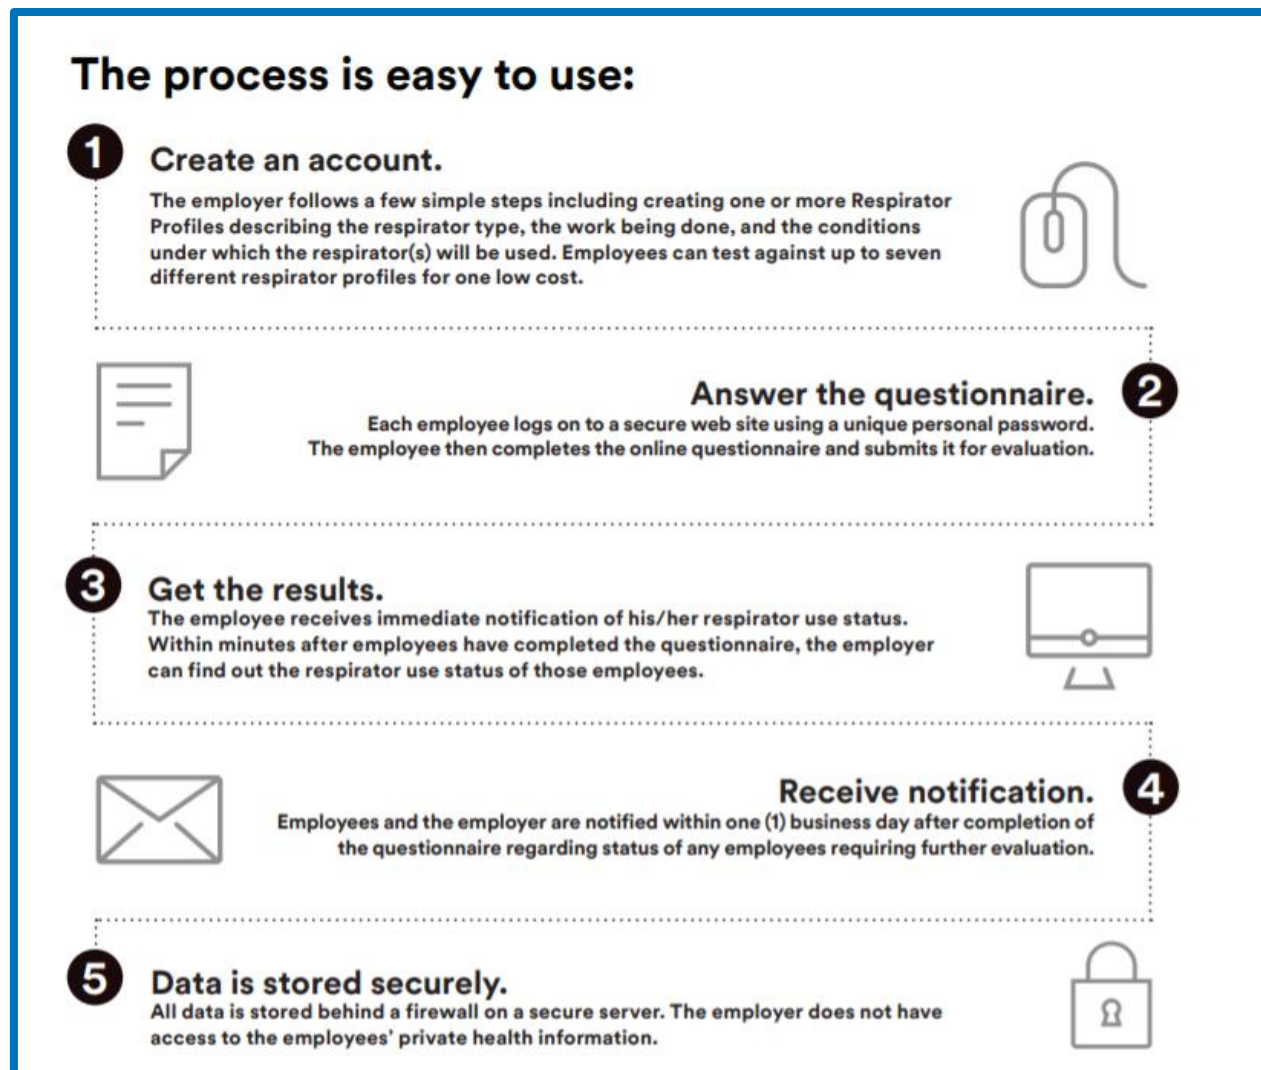 The process is easy to use:
1
Create an account.
The employer follows a few simple steps including creating one or more Respirator
Profiles describing the respirator type, the work being done, and the conditions
under which the respirator(s) will be used. Employees can test against up to seven
different respirator profiles for one low cost.
Answer the questionnaire.
2
Each employee logs on to a secure web site using a unique personal password.
The employee then completes the online questionnaire and submits it for evaluation.
3
Get the results.
The employee receives immediate notification of his/her respirator use status.
Within minutes after employees have completed the questionnaire, the employer
can find out the respirator use status of those employees.
Receive notification.
4
Employees and the employer are notified within one (1) business day after completion of
the questionnaire regarding status of any employees requiring further evaluation.
5
Data is stored securely.
All data is stored behind a firewall on a secure server. The employer does not have
access to the employees’ private health information.